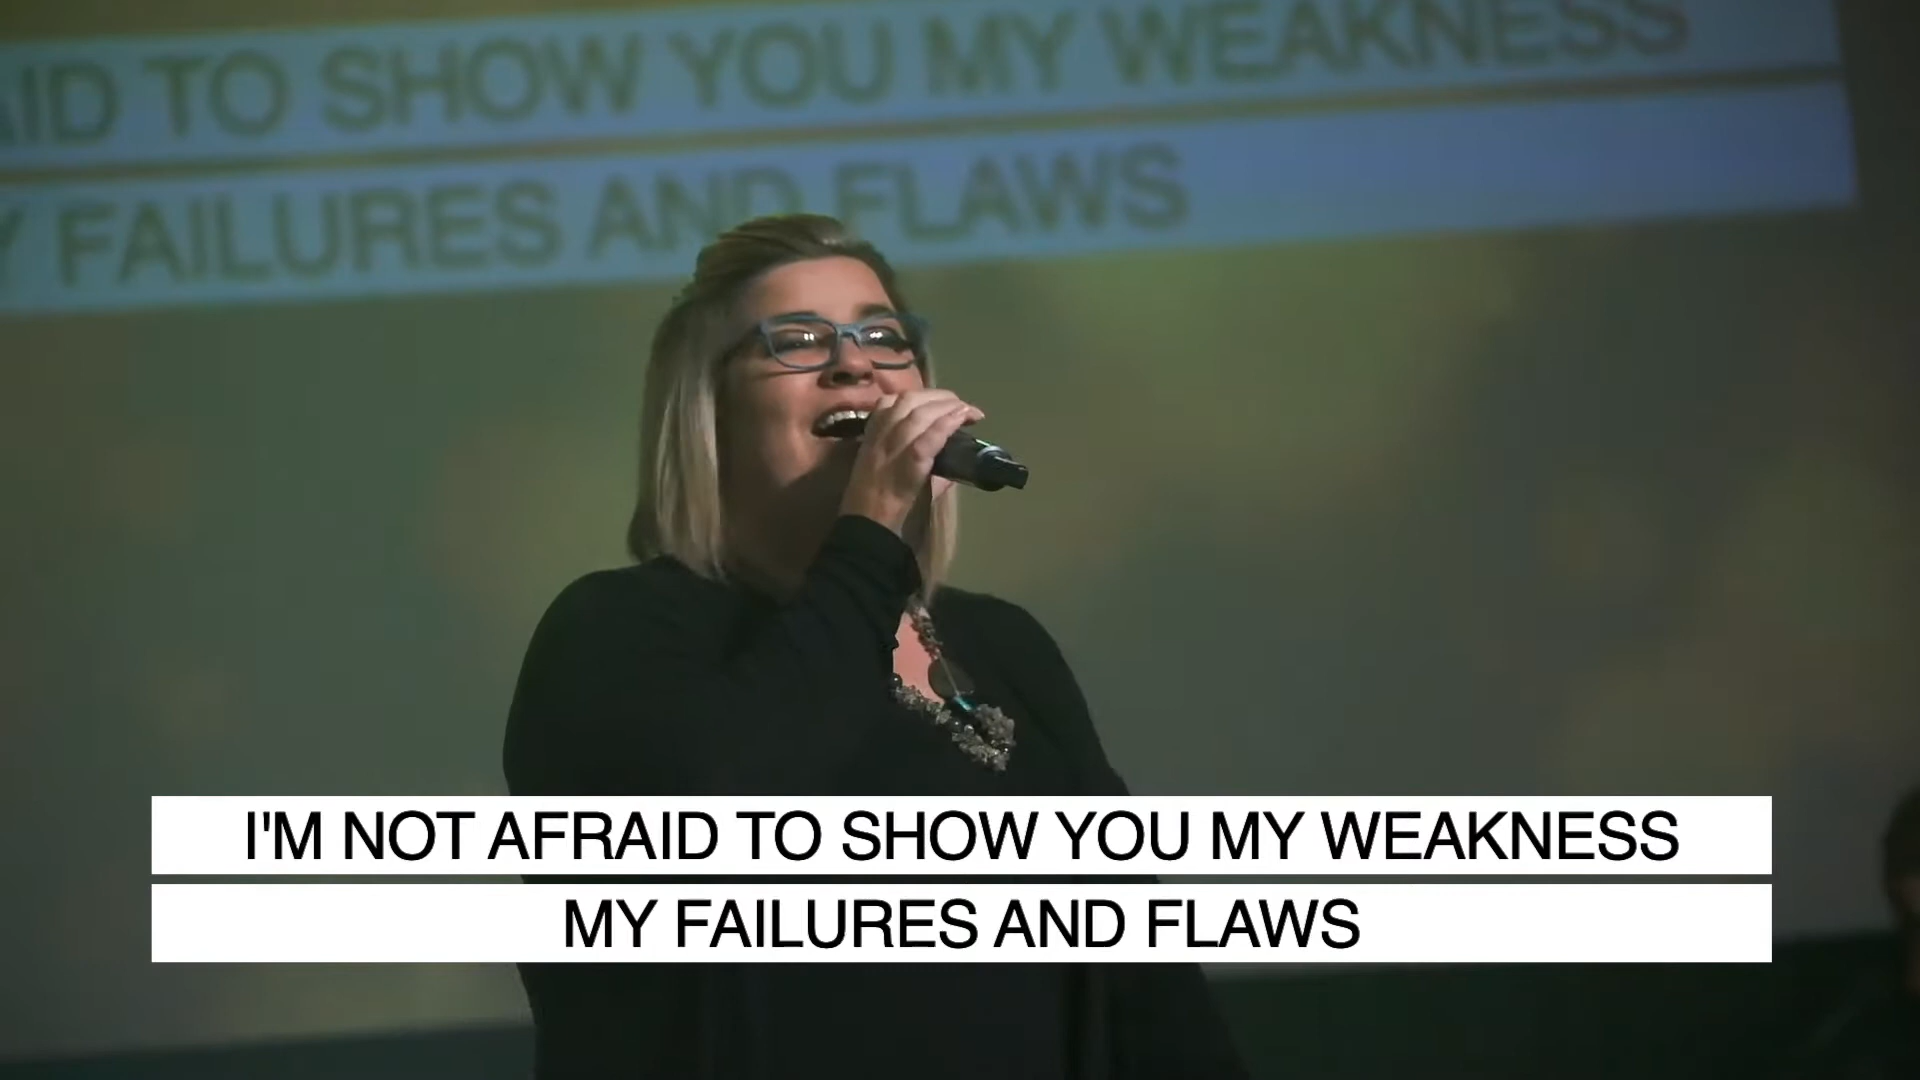 AID TO SHOW YOU MY WEAKNESS
Y FAILURES AND FLAWS
I'M NOT AFRAID TO SHOW YOU MY WEAKNESS
MY FAILURES AND FLAWS